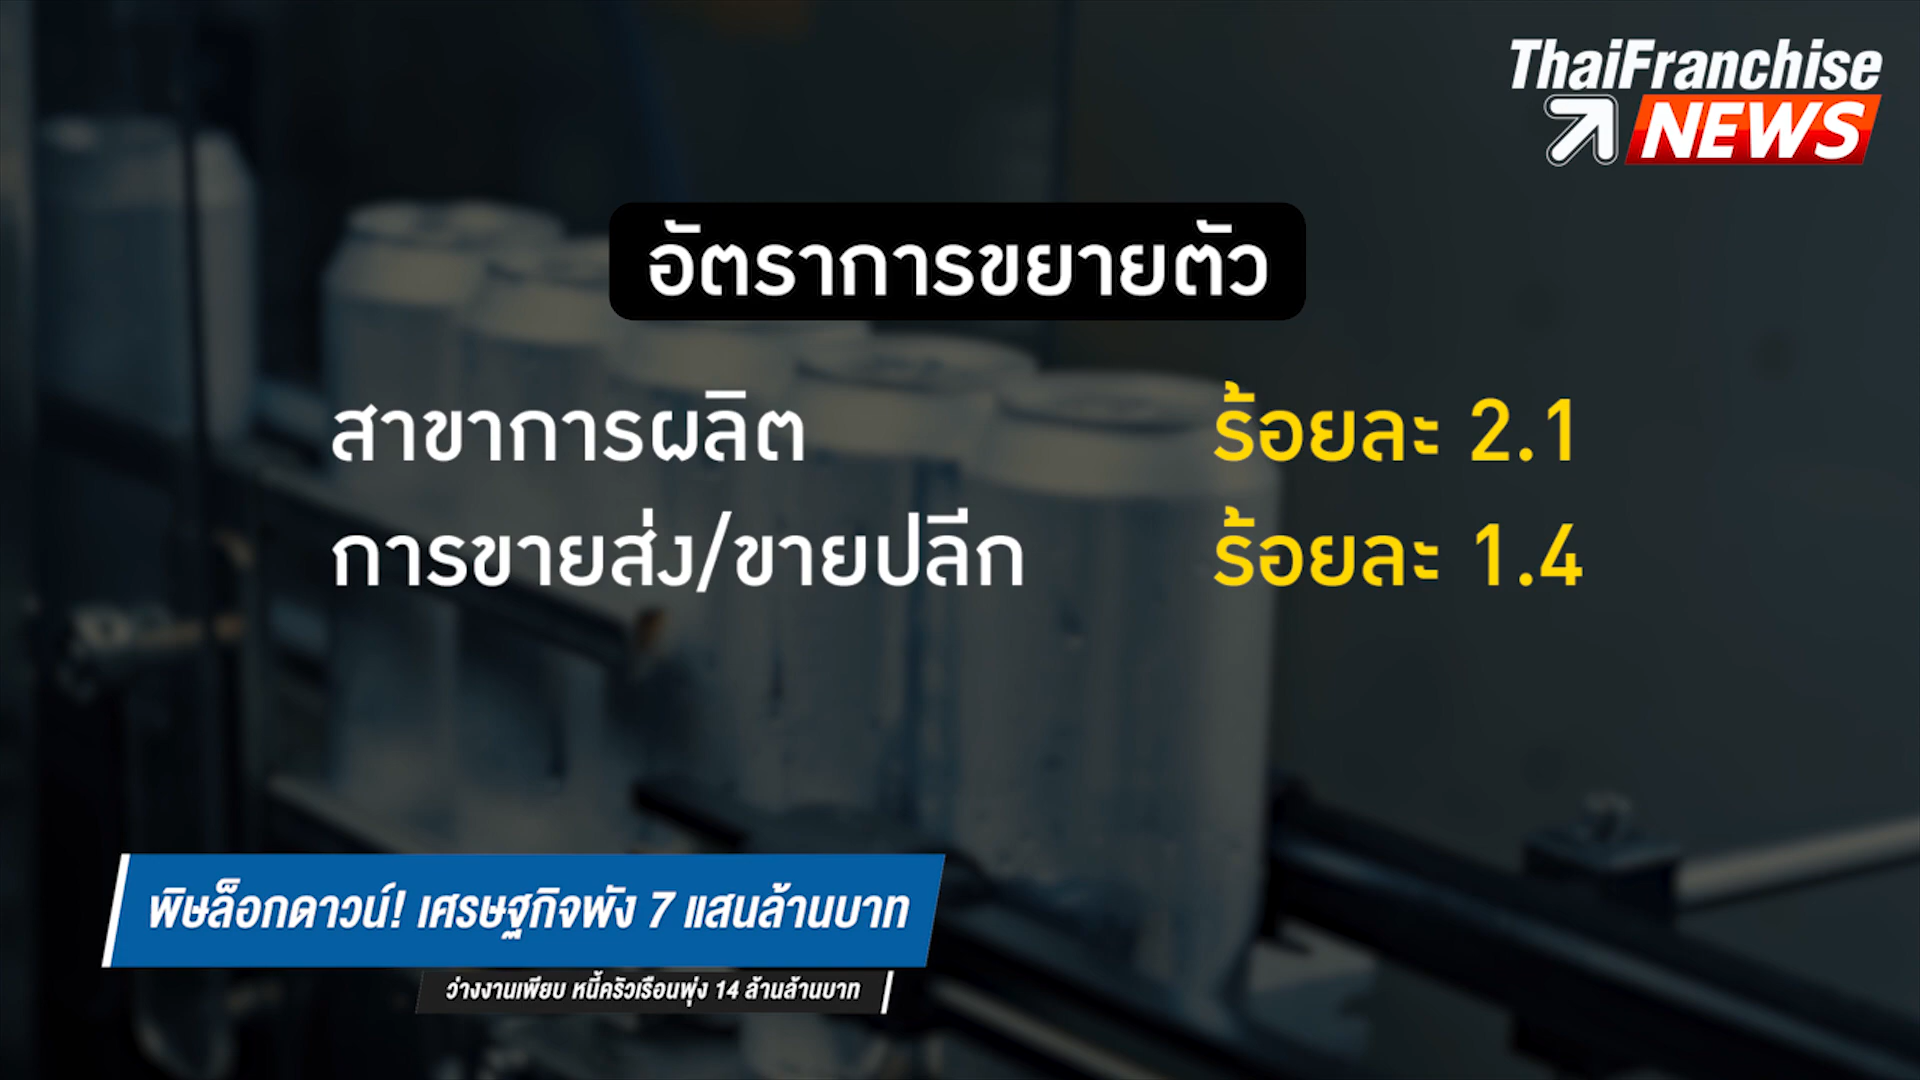 ThaiFranchise
NEWS
อัตราการขยายตัว
สาขาการผลิต ร้อยละ 2.1
การขายส่ง/ขายปลีก ร้อยละ 1.4
พิษล็อกดาวน์! เศรษฐกิจพัง 7 แสนล้านบาท
ว่างงานเพียบ หนี้ครัวเรือนพุ่ง 14 ล้านล้านบาท